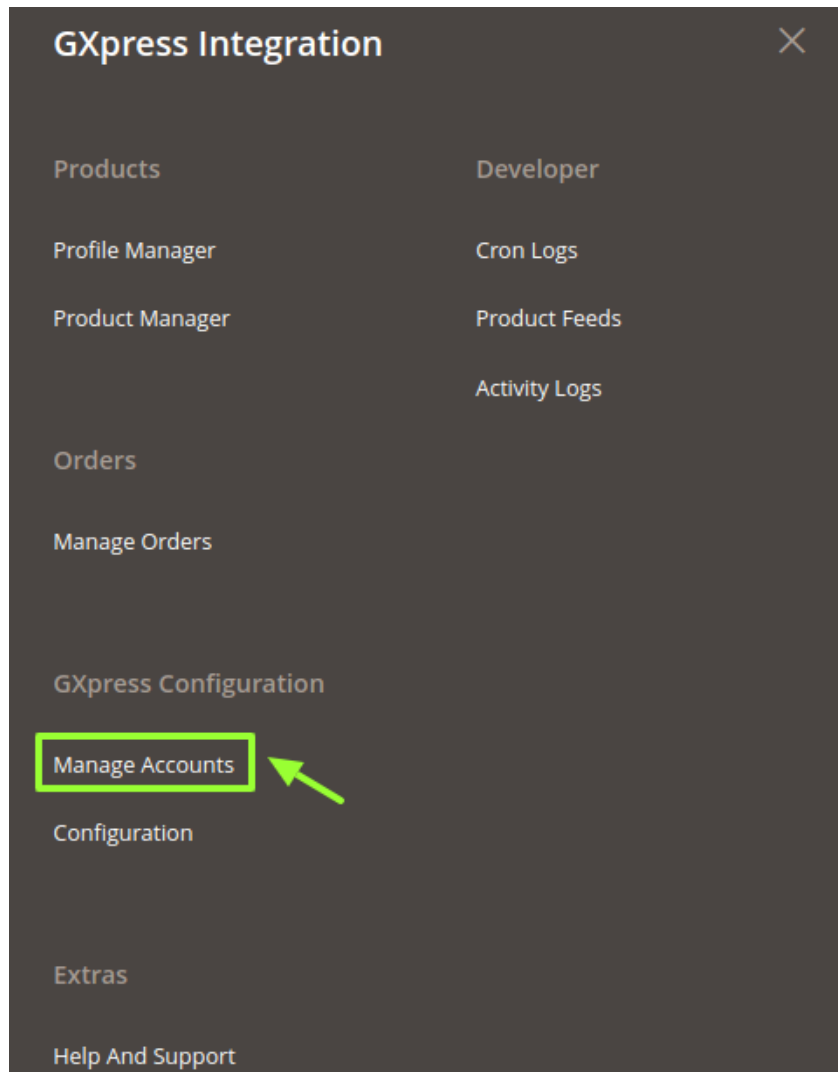 GXpress Integration
Products
Profile Manager
Product Manager
Developer
Cron Logs
Product Feeds
Activity Logs
Orders
Manage Orders
GXpress Configuration
Manage Accounts
Configuration
Extras
Help And Support